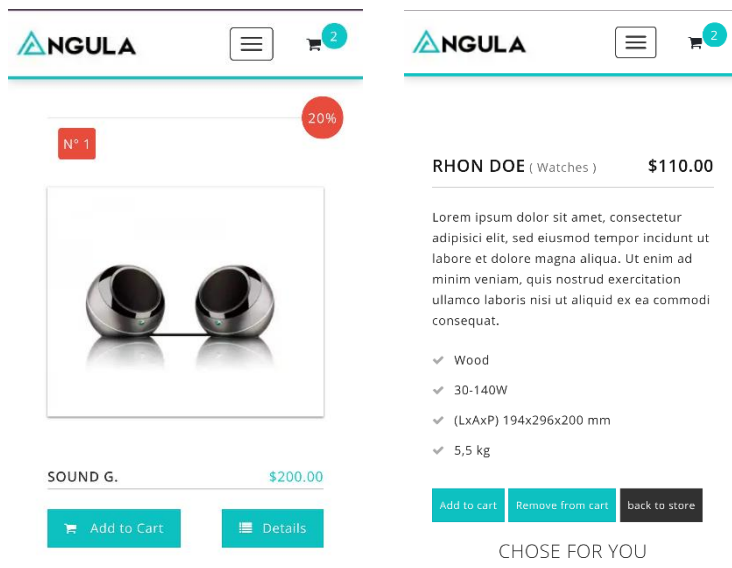 ANGULA
2
20%
N° 1
SOUND G.
$200.00
Add to Cart
Details
ANGULA
2
RHON DOE ( Watches )
$110.00
Lorem ipsum dolor sit amet, consectetur
adipisici elit, sed eiusmod tempor incidunt ut
labore et dolore magna aliqua. Ut enim ad
minim veniam, quis nostrud exercitation
ullamco laboris nisi ut aliquid ex ea commodi
consequat.
Wood
30-140W
(LxAxP) 194x296x200 mm
5,5 kg
Add to cart
Remove from cart
back to store
CHOSE FOR YOU